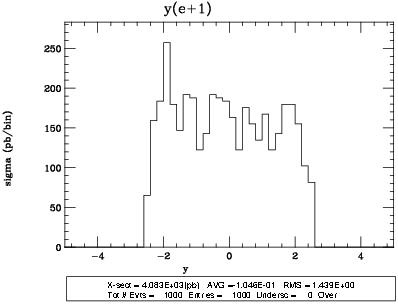 y(e+1)
sigma (pb/bin)
250
200
150
100
50
0
−4 −2 0 2 4
y
X-sect = 4.083E+03(pb) AVG =-1.046E-01 RMS = 1.439E+00
Tot # Evts = 1000 Entries = 1000 Undersc = 0 Over